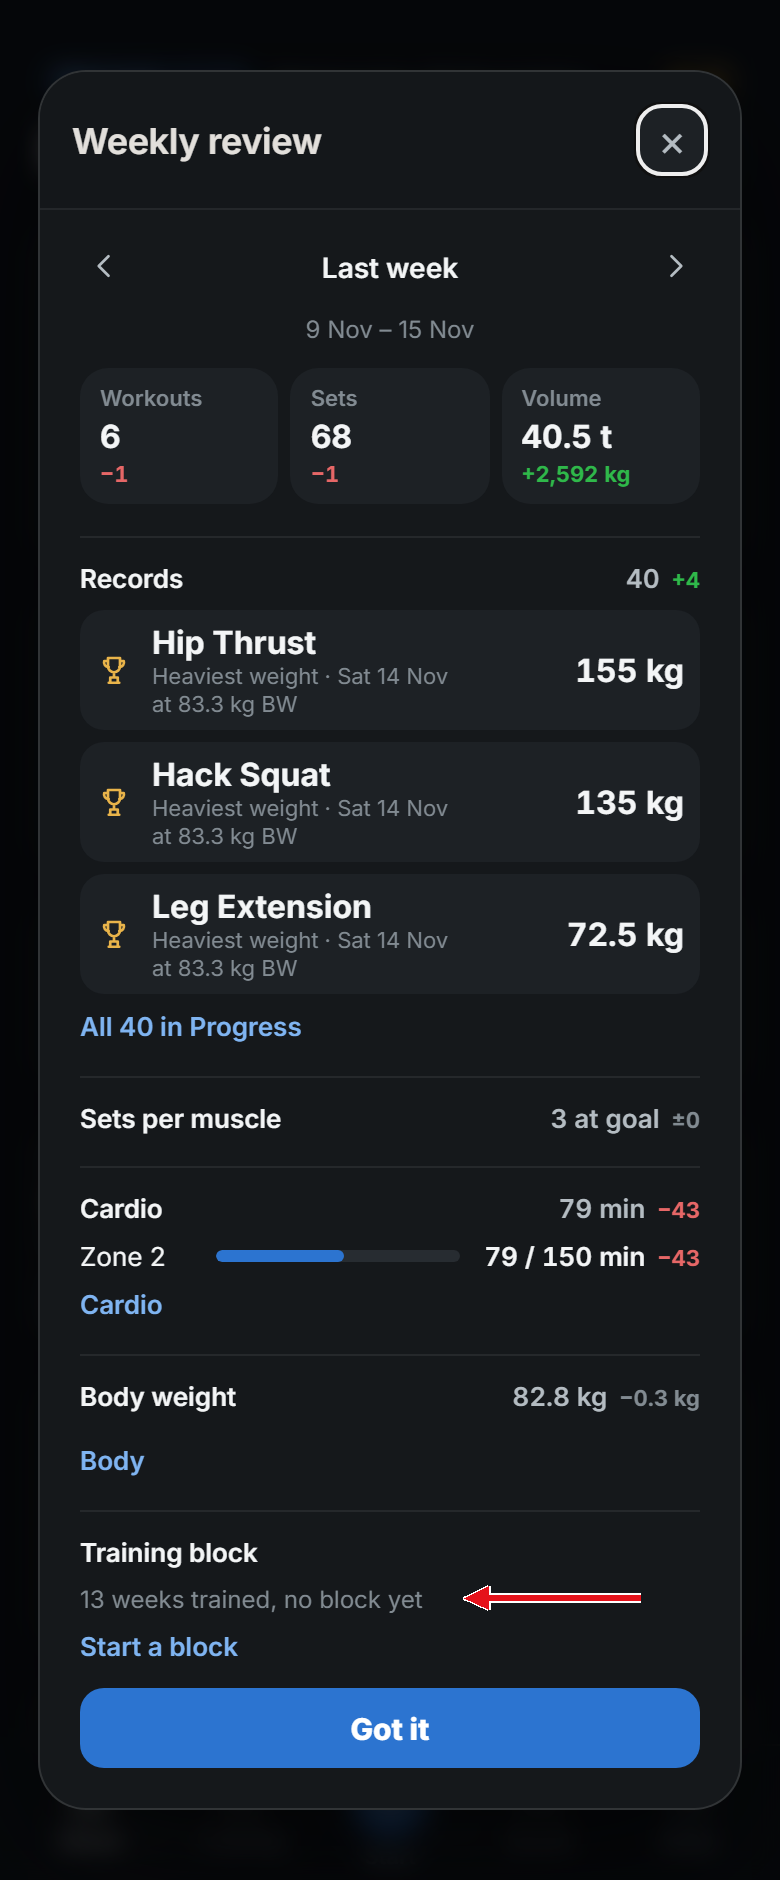 Weekly review
Last week
9 Nov – 15 Nov
Workouts
6
−1
Sets
68
−1
Volume
40.5 t
+2,592 kg
Records 40 +4
Hip Thrust
Heaviest weight · Sat 14 Nov
at 83.3 kg BW
155 kg
Hack Squat
Heaviest weight · Sat 14 Nov
at 83.3 kg BW
135 kg
Leg Extension
Heaviest weight · Sat 14 Nov
at 83.3 kg BW
72.5 kg
All 40 in Progress
Sets per muscle 3 at goal ±0
Cardio 79 min −43
Zone 2 79 / 150 min −43
Cardio
Body weight 82.8 kg −0.3 kg
Body
Training block
13 weeks trained, no block yet
Start a block
Got it